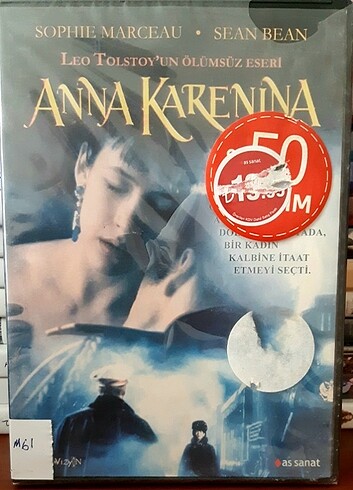 SOPHIE MARCEAU • SEAN BEAN
LEO TOLSTOY'UN ÖLÜMSÜZ ESERİ
ANNA KARENINA
as sanat
50
BİR KADIN
KALBİNE İTAAT
ETMEYİ SEÇTİ.
M61
as sanat